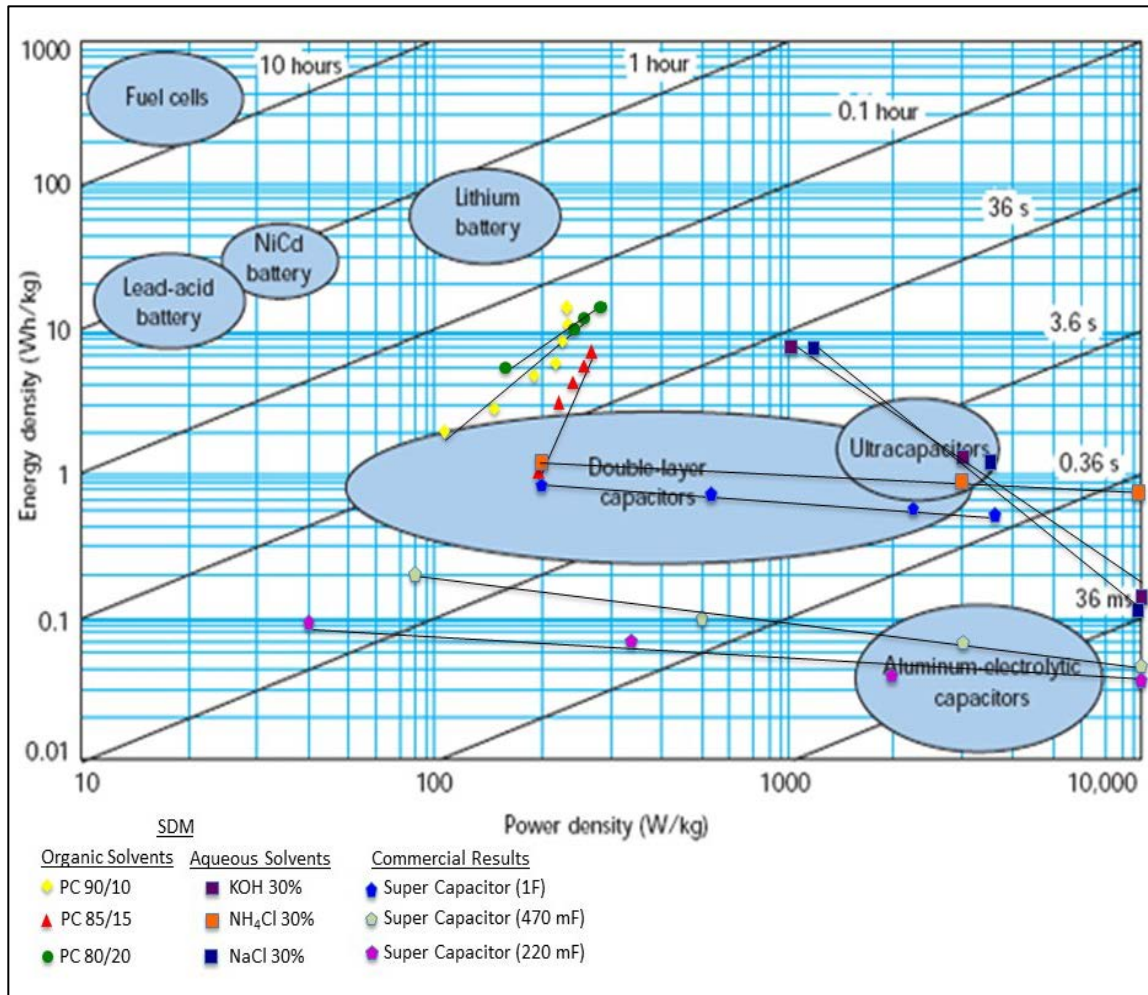 1000
10 hours
1 hour
Fuel cells
0.1 hour
100
Lithium
battery
36 s
NiCd
battery
Lead-acid
battery
10
3.6 s
Energy density (Wh/kg)
Ultracapacitors
1
Double-layer
capacitors
0.36 s
0.1
36 ms
Aluminum-electrolytic
capacitors
0.01
10
100
1000
10,000
Power density (W/kg)
SDM
Organic Solvents
Aqueous Solvents
Commercial Results
PC 90/10
KOH 30%
Super Capacitor (1F)
PC 85/15
NH₄Cl 30%
Super Capacitor (470 mF)
PC 80/20
NaCl 30%
Super Capacitor (220 mF)